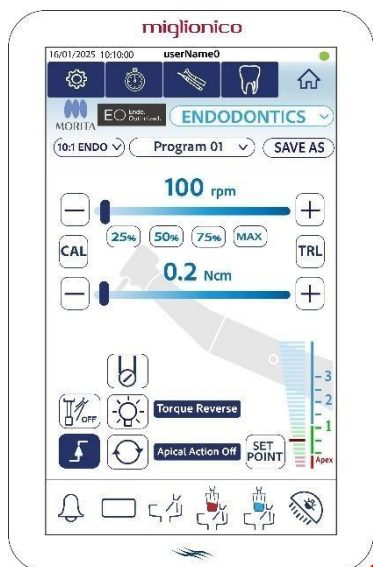 miglionico
16/01/2025 10:10:00 userName0
MORITA EO Endo. Optimized. ENDODONTICS
10:1 ENDO Program 01 SAVE AS
100 rpm
25% 50% 75% MAX
CAL TRL
0.2 Ncm
3
2
OFF Torque Reverse
1
Apical Action Off SET POINT
Apex